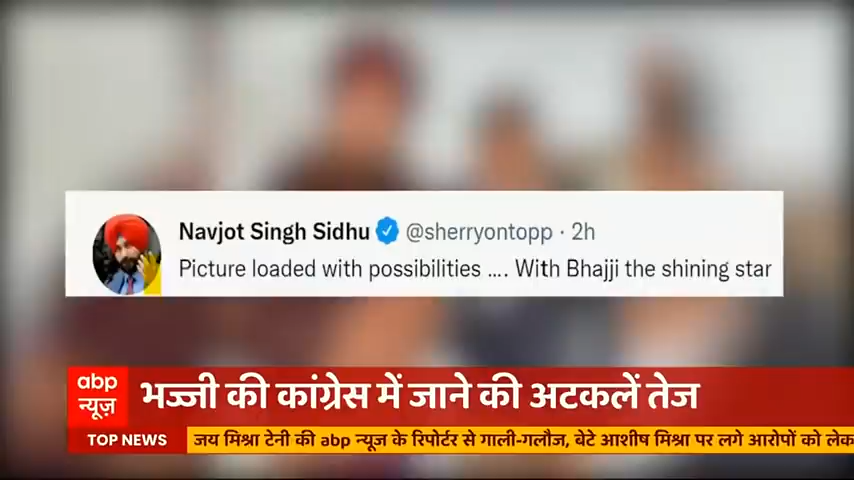 Navjot Singh Sidhu @sherryontopp · 2h
Picture loaded with possibilities .... With Bhajji the shining star
abp न्यूज़
भज्जी की कांग्रेस में जाने की अटकलें तेज
TOP NEWS
जय मिश्रा टेनी की abp न्यूज के रिपोर्टर से गाली-गलौज, बेटे आशीष मिश्रा पर लगे आरोपों को लेक